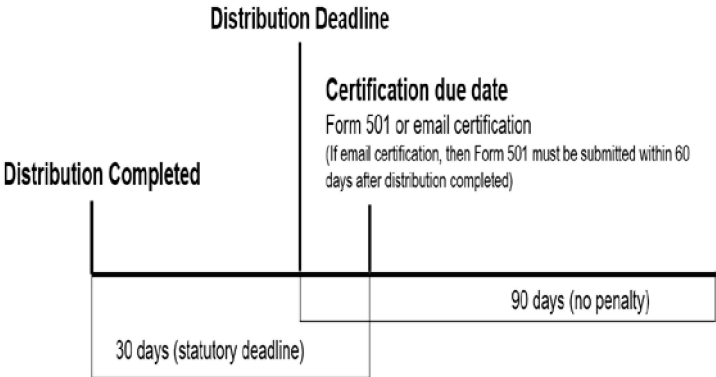 Distribution Deadline
Certification due date
Form 501 or email certification
(If email certification, then Form 501 must be submitted within 60
days after distribution completed)
Distribution Completed
90 days (no penalty)
30 days (statutory deadline)